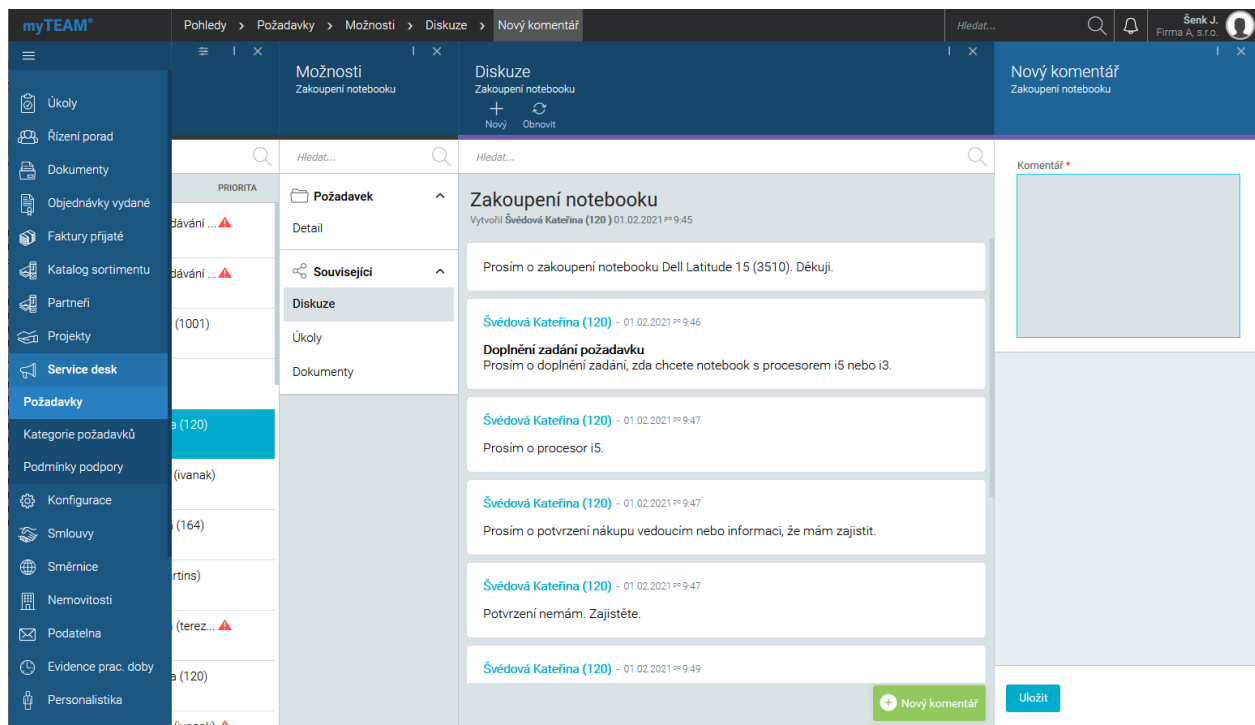 myTEAM°
Pohledy > Požadavky > Možnosti > Diskuze > Nový komentář
Hledat...
Šenk J.
Firma A, s.r.o.
Úkoly
Řízení porad
Dokumenty
Objednávky vydané
Faktury přijaté
Katalog sortimentu
Partneři
Projekty
Service desk
Požadavky
Kategorie požadavků
Podmínky podpory
Konfigurace
Smlouvy
Směrnice
Nemovitosti
Podatelna
Evidence prac. doby
Personalistika
PRIORITA
dávání ...
dávání ...
(1001)
a (120)
(ivanak)
(164)
rtins)
(terez...
a (120)
Možnosti
Zakoupení notebooku
Hledat...
Požadavek
Detail
Související
Diskuze
Úkoly
Dokumenty
Diskuze
Zakoupení notebooku
Nový
Obnovit
Hledat...
Zakoupení notebooku
Vytvořil Švédová Kateřina (120 ) 01.02.2021 po 9:45
Prosím o zakoupení notebooku Dell Latitude 15 (3510). Děkuji.
Švédová Kateřina (120) - 01.02.2021 po 9:46
Doplnění zadání požadavku
Prosím o doplnění zadání, zda chcete notebook s procesorem i5 nebo i3.
Švédová Kateřina (120) - 01.02.2021 po 9:47
Prosím o procesor i5.
Švédová Kateřina (120) - 01.02.2021 po 9:47
Prosím o potvrzení nákupu vedoucím nebo informaci, že mám zajistit.
Švédová Kateřina (120) - 01.02.2021 po 9:47
Potvrzení nemám. Zajistěte.
Švédová Kateřina (120) - 01.02.2021 po 9:49
Nový komentář
Nový komentář
Zakoupení notebooku
Komentář *
Uložit